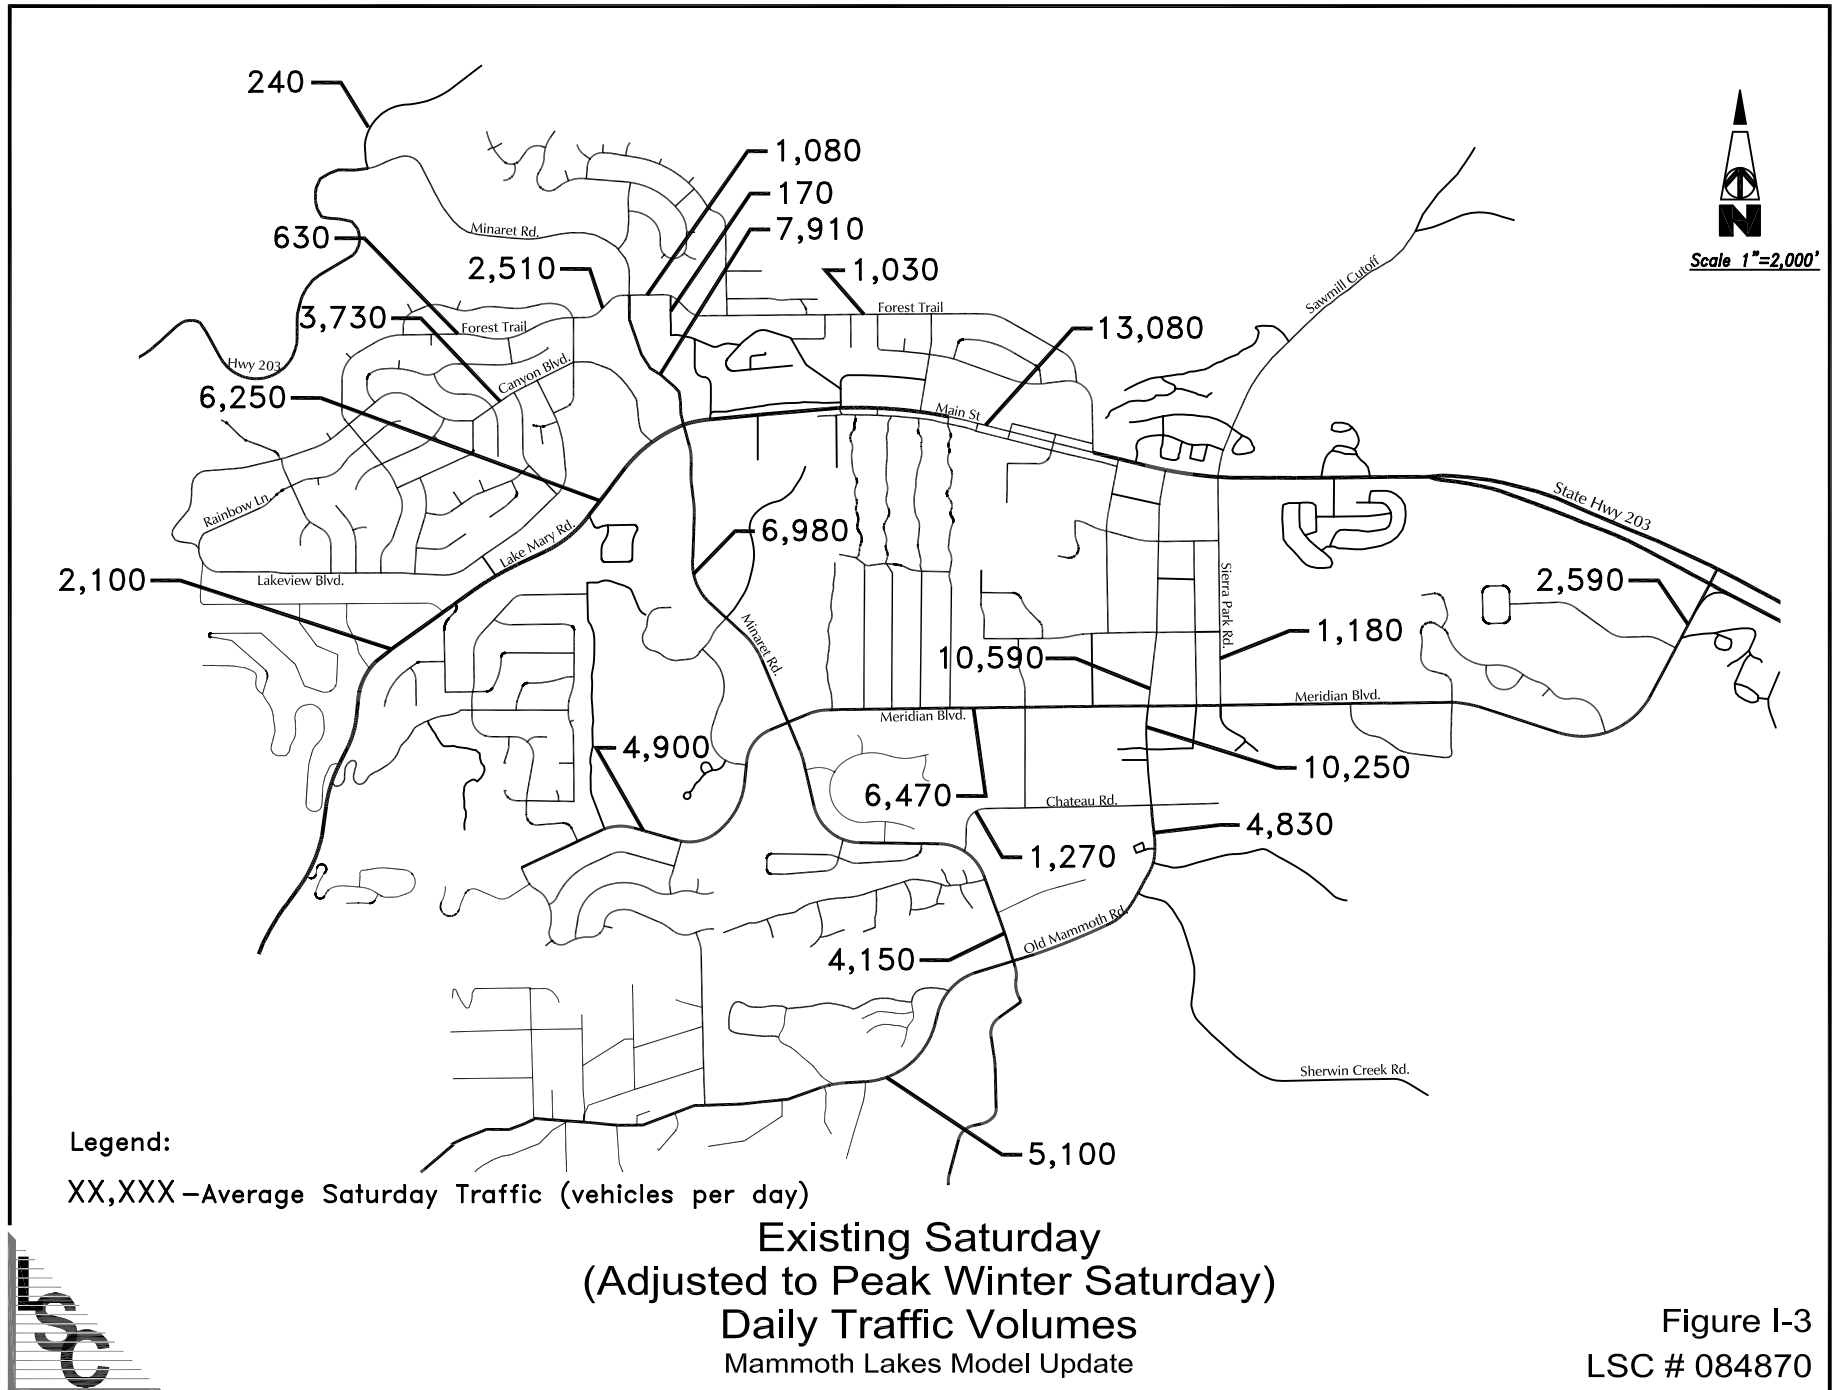 240
1,080
170
7,910
Minaret Rd.
630
2,510
1,030
Scale 1"=2,000'
Sawmill Cutoff
Forest Trail
3,730
Forest Trail
13,080
Hwy 203
Canyon Blvd.
6,250
Main St
Rainbow Ln.
State Hwy 203
Lake Mary Rd.
6,980
2,100
Lakeview Blvd.
Sierra Park Rd.
2,590
Minaret Rd.
1,180
10,590
Meridian Blvd.
Meridian Blvd.
4,900
10,250
6,470
Chateau Rd.
4,830
1,270
Old Mammoth Rd.
4,150
Sherwin Creek Rd.
5,100
Legend:
XX,XXX –Average Saturday Traffic (vehicles per day)
Existing Saturday
(Adjusted to Peak Winter Saturday)
Daily Traffic Volumes
Mammoth Lakes Model Update
LSC
Figure I-3
LSC # 084870
N